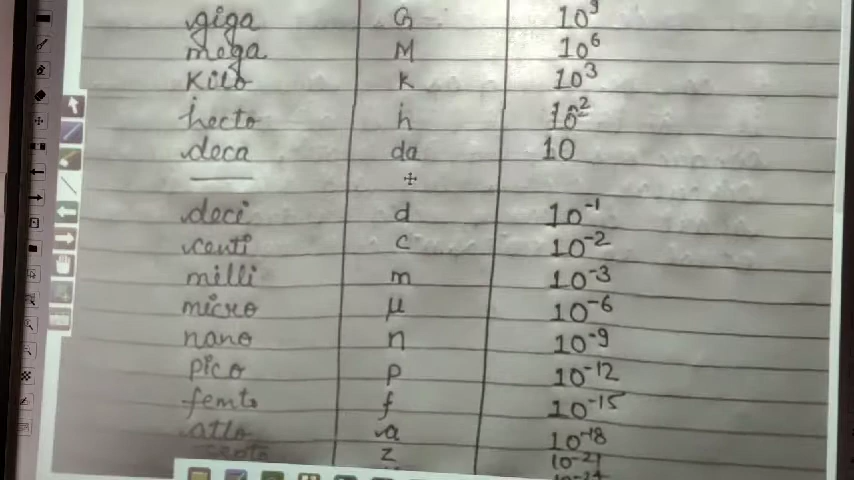 giga G 10⁹
mega M 10⁶
Kilo k 10³
hecto h 10²
deca da 10
deci d 10⁻¹
centi c 10⁻²
milli m 10⁻³
micro μ 10⁻⁶
nano n 10⁻⁹
pico p 10⁻¹²
femto f 10⁻¹⁵
atto a 10⁻¹⁸
z 10⁻²¹